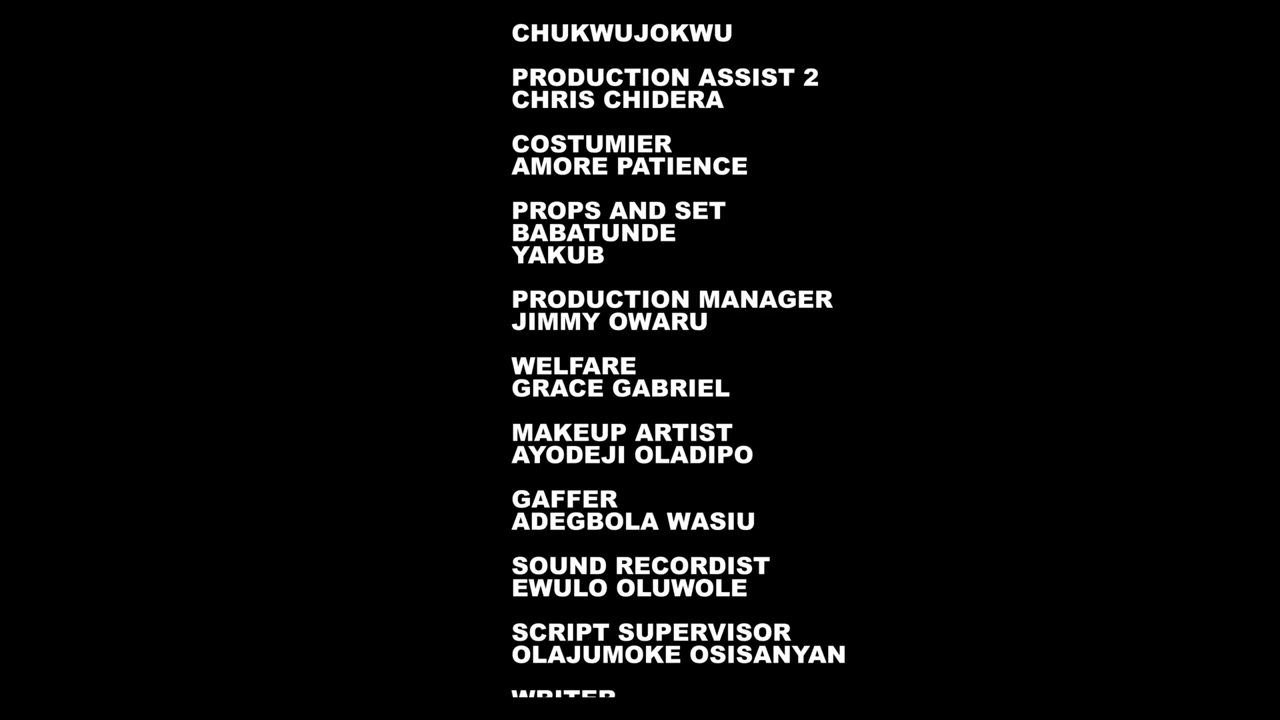 CHUKWUJOKWU
PRODUCTION ASSIST 2
CHRIS CHIDERA
COSTUMIER
AMORE PATIENCE
PROPS AND SET
BABATUNDE
YAKUB
PRODUCTION MANAGER
JIMMY OWARU
WELFARE
GRACE GABRIEL
MAKEUP ARTIST
AYODEJI OLADIPO
GAFFER
ADEGBOLA WASIU
SOUND RECORDIST
EWULO OLUWOLE
SCRIPT SUPERVISOR
OLAJUMOKE OSISANYAN
WRITER